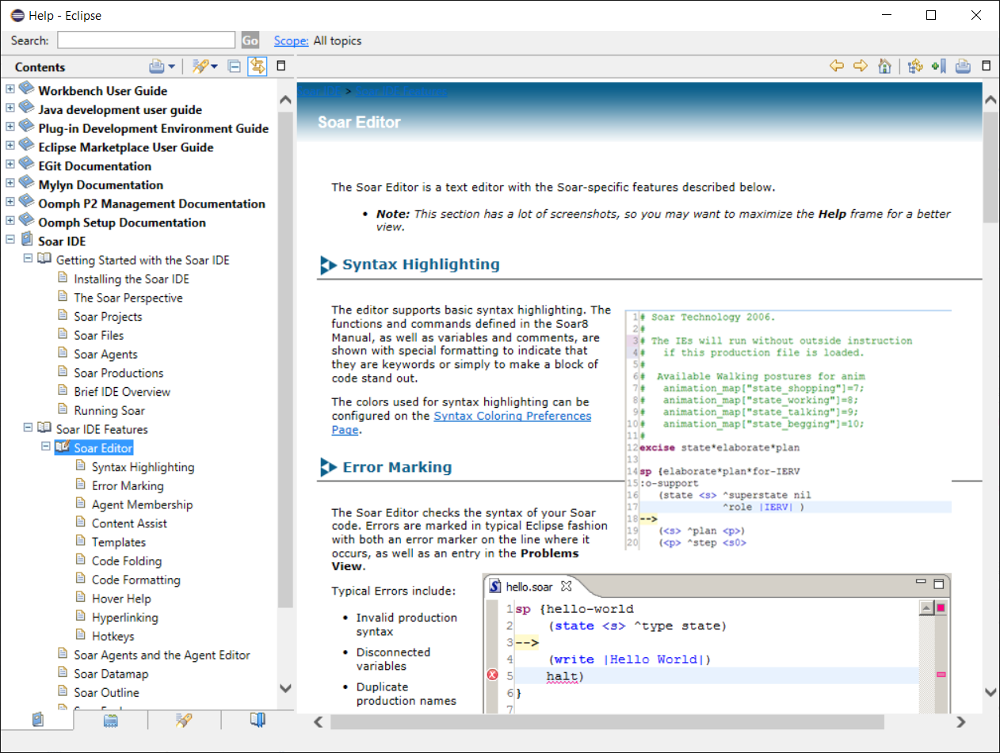 Help - Eclipse
Search:
Go
Scope: All topics
Contents
Workbench User Guide
Java development user guide
Plug-in Development Environment Guide
Eclipse Marketplace User Guide
EGit Documentation
Mylyn Documentation
Oomph P2 Management Documentation
Oomph Setup Documentation
Soar IDE
Getting Started with the Soar IDE
Installing the Soar IDE
The Soar Perspective
Soar Projects
Soar Files
Soar Agents
Soar Productions
Brief IDE Overview
Running Soar
Soar IDE Features
Soar Editor
Syntax Highlighting
Error Marking
Agent Membership
Content Assist
Templates
Code Folding
Code Formatting
Hover Help
Hyperlinking
Hotkeys
Soar Agents and the Agent Editor
Soar Datamap
Soar Outline
Soar IDE > Soar IDE Features
Soar Editor
The Soar Editor is a text editor with the Soar-specific features described below.
• Note: This section has a lot of screenshots, so you may want to maximize the Help frame for a better
view.
Syntax Highlighting
The editor supports basic syntax highlighting. The
functions and commands defined in the Soar8
Manual, as well as variables and comments, are
shown with special formatting to indicate that
they are keywords or simply to make a block of
code stand out.
The colors used for syntax highlighting can be
configured on the Syntax Coloring Preferences
Page.
1# Soar Technology 2006.
2#
3# The IEs will run without outside instruction
4#   if this production file is loaded.
5#
6#  Available Walking postures for anim
7#   animation_map["state_shopping"]=7;
8#   animation_map["state_working"]=8;
9#   animation_map["state_talking"]=9;
10#   animation_map["state_begging"]=10;
11#
12excise state*elaborate*plan
13
14sp {elaborate*plan*for-IERV
15:o-support
16   (state <s> ^superstate nil
17             ^role |IERV| )
18-->
19   (<s> ^plan <p>)
20   (<p> ^step <s0>
Error Marking
The Soar Editor checks the syntax of your Soar
code. Errors are marked in typical Eclipse fashion
with both an error marker on the line where it
occurs, as well as an entry in the Problems
View.
Typical Errors include:
• Invalid production
syntax
• Disconnected
variables
• Duplicate
production names
hello.soar
1sp {hello-world
2    (state <s> ^type state)
3-->
4    (write |Hello World|)
5    halt)
6}
7